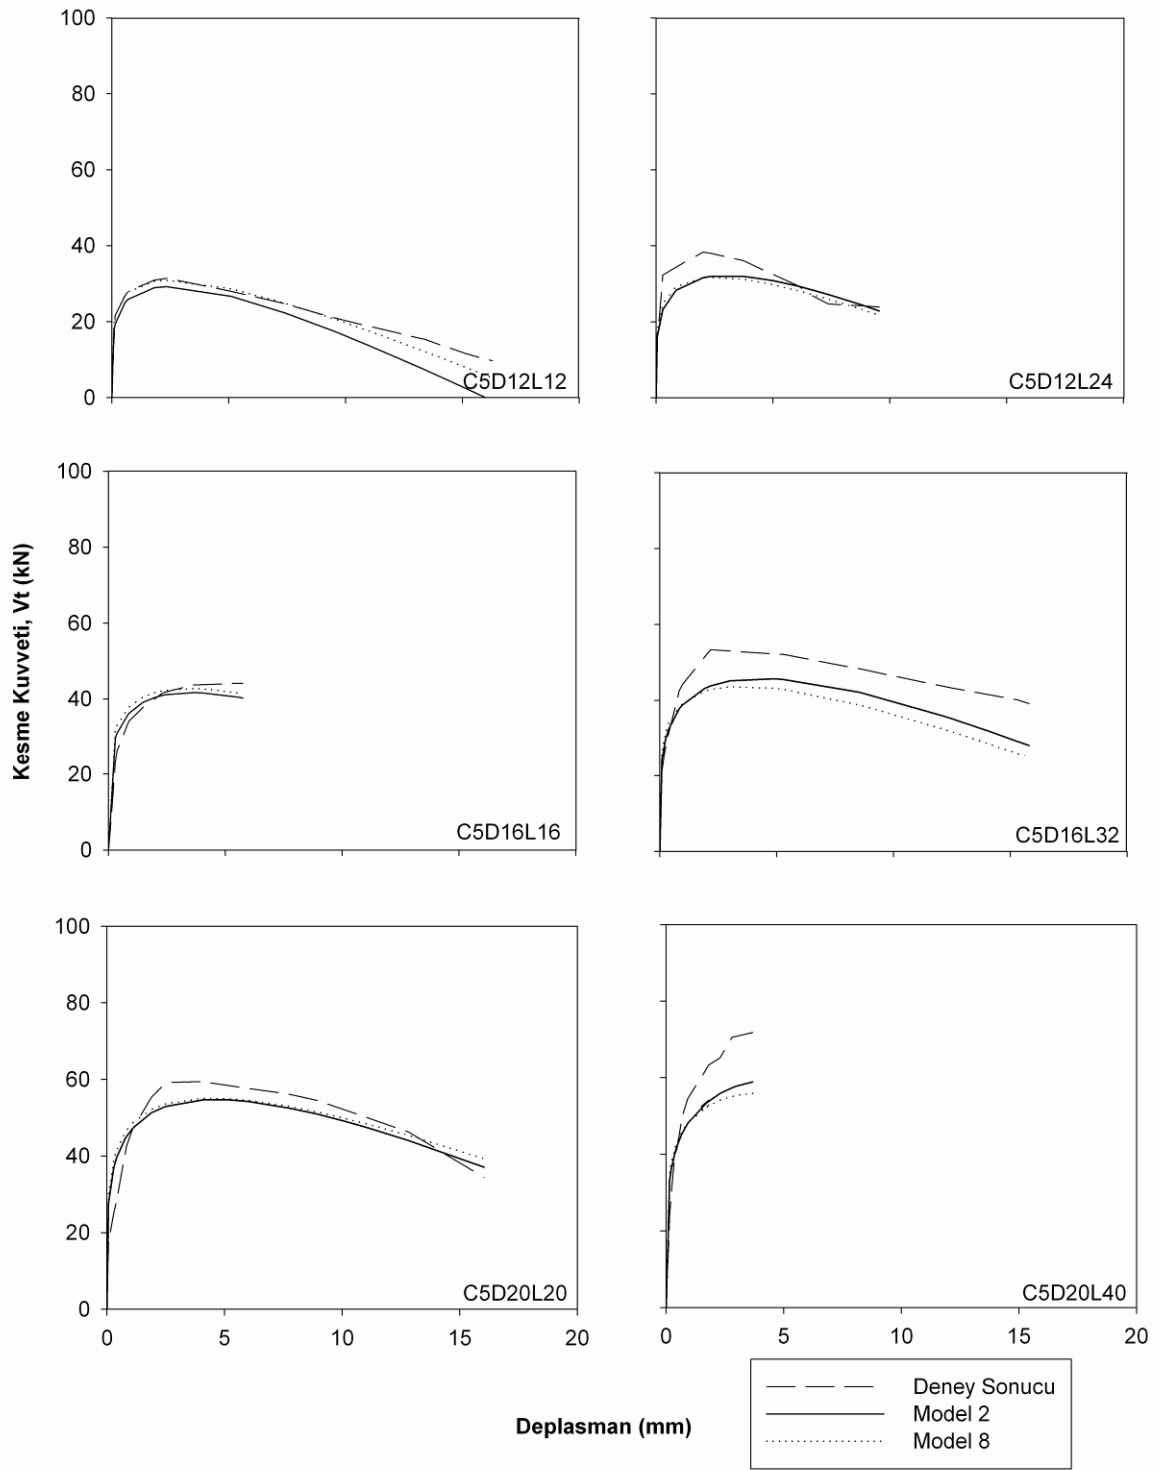 100
80
60
40
20
0
C5D12L12
C5D12L24
100
80
60
40
20
0
C5D16L16
C5D16L32
Kesme Kuvveti, Vt (kN)
100
80
60
40
20
0
C5D20L20
C5D20L40
0 5 10 15 20
0 5 10 15 20
Deplasman (mm)
Deney Sonucu
Model 2
Model 8